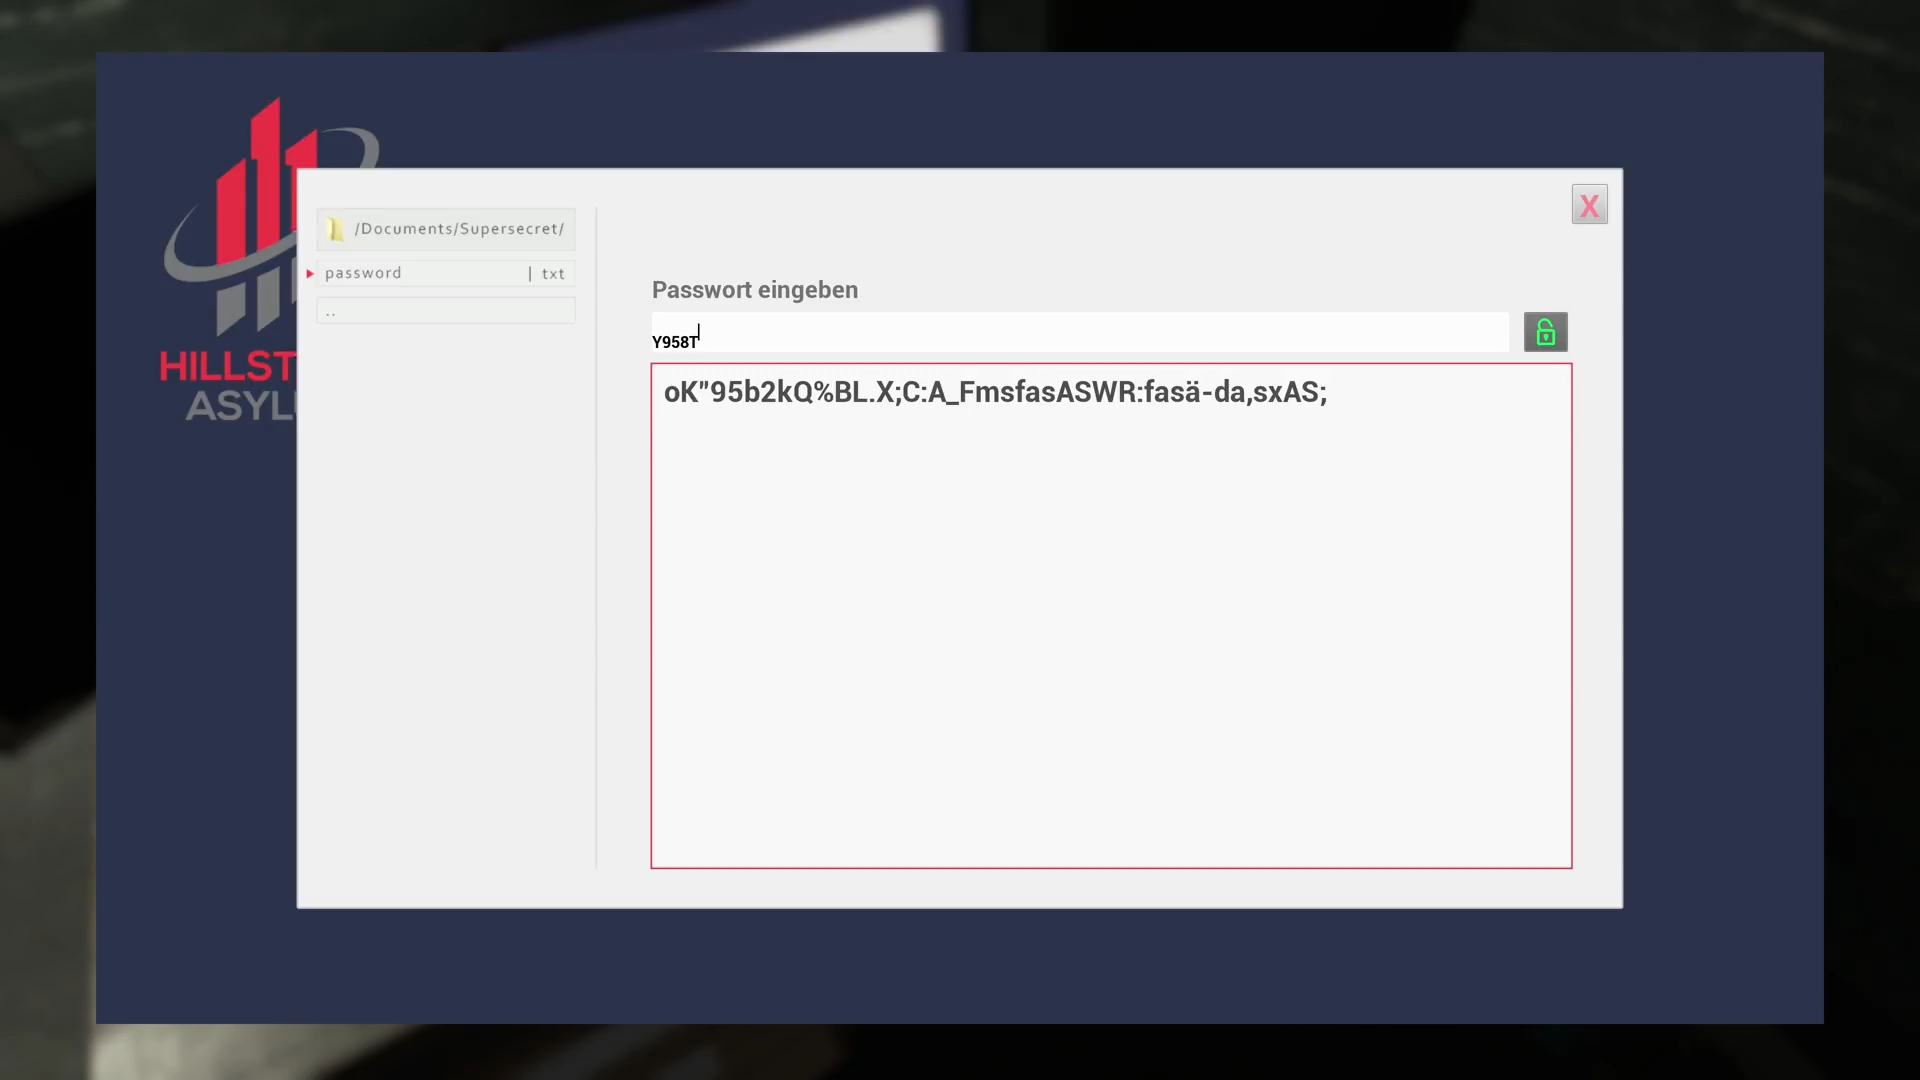 HILLST
ASYL
/Documents/Supersecret/
password | txt
..
X
Passwort eingeben
Y958T
oK"95b2kQ%BL.X;C:A_FmsfasASWR:fasä-da,sxAS;